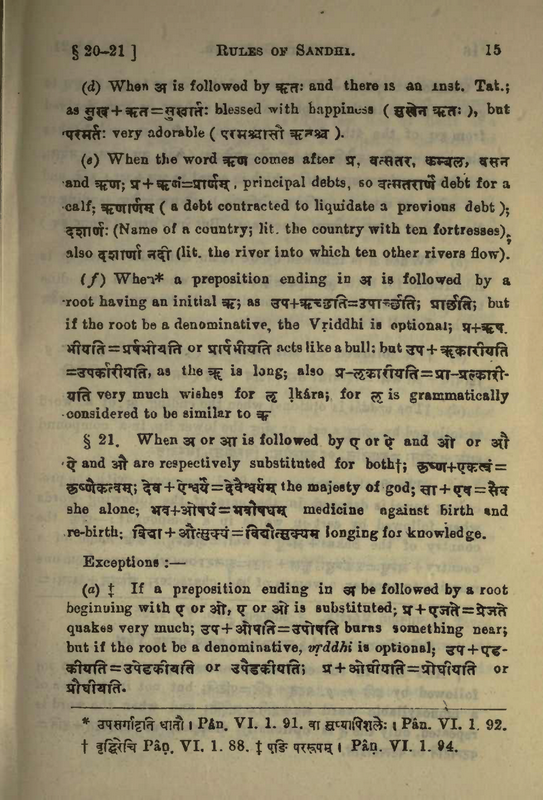 § 20–21 ] RULES OF SANDHI. 15
(d) When अ is followed by ऋतः and there is an inst. Tat.;
as सुख+ऋत=सुखार्तः blessed with happiness ( सुखेन ऋतः ), but
परमर्तः very adorable ( परमश्चासौ ऋतश्च ).
(e) When the word ऋण comes after प्र, वत्सतर, कम्बल, वसन
and ऋण; प्र+ऋणं=प्रार्णम्, principal debts, so वत्सतरार्ण debt for a
calf; ऋणार्णम् ( a debt contracted to liquidate a previous debt );
दशार्णः (Name of a country; lit. the country with ten fortresses),
also दशार्णा नदी (lit. the river into which ten other rivers flow).
(f) When* a preposition ending in अ is followed by a
root having an initial ऋ; as उप+ऋच्छति=उपार्च्छति; प्रार्छति; but
if the root be a denominative, the Vṛiddhi is optional; प्र+ऋष
भीयति=प्रर्षभीयति or प्रार्षभीयति acts like a bull: but उप + ॠकारीयति
=उपर्कारीयति, as the ॠ is long; also प्र-लृकारीयति=प्रा-प्रल्कारी-
यति very much wishes for लृ ḷkára; for लृ is grammatically
considered to be similar to ऋ
§ 21. When अ or आ is followed by ए or ऐ and ओ or औ
ऐ and औ are respectively substituted for both†; कृष्ण+एकत्वं=
कृष्णैकत्वम्; देव+ऐश्वर्यं=देवैश्वर्यम् the majesty of god; सा+एष=सैव
she alone; भव+ओषधं=भवौषधम् medicine against birth and
re-birth; विद्या+औत्सुक्यं=विद्यौत्सुक्यम longing for knowledge.
Exceptions :—
(a) ‡ If a preposition ending in अ be followed by a root
beginning with ए or ओ, ए or ओ is substituted; प्र+एजते=प्रेजते
quakes very much; उप+ओषति=उपोषति burns something near;
but if the root be a denominative, vṛddhi is optional; उप+एड-
कीयति=उपेडकीयति or उपैडकीयति; प्र+ओघीयति=प्रोघीयति or
प्रौघीयति.
* उपसर्गादृति धातौ । Pâṇ. VI. 1. 91. वा सुप्यापिशलेः । Pâṇ. VI. 1. 92.
† वृद्धिरेचि Pâṇ. VI. 1. 88. ‡ एङि पररूपम् । Pâṇ. VI. 1. 94.